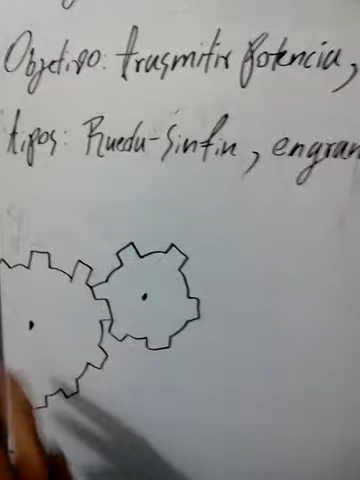 Objetivo: trasmitir potencia,
tipos: Rueda-Sinfin, engran